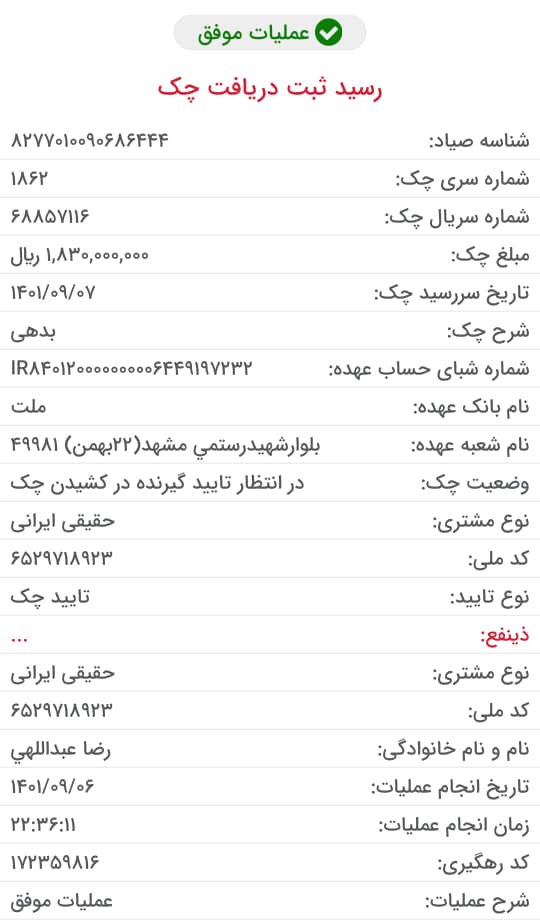 عملیات موفق
رسید ثبت دریافت چک
شناسه صیاد: ۸۲۷۷۰۱۰۰۹۰۶۸۶۴۴۴
شماره سری چک: ۱۸۶۲
شماره سریال چک: ۶۸۸۵۷۱۱۶
مبلغ چک: ۱,۸۳۰,۰۰۰,۰۰۰ ریال
تاریخ سررسید چک: ۱۴۰۱/۰۹/۰۷
شرح چک: بدهی
شماره شبای حساب عهده: IR۸۴۰۱۲۰۰۰۰۰۰۰۰۰۶۴۴۹۱۹۷۲۳۲
نام بانک عهده: ملت
نام شعبه عهده: بلوارشهیدرستمي مشهد(۲۲بهمن) ۴۹۹۸۱
وضعیت چک: در انتظار تایید گیرنده در کشیدن چک
نوع مشتری: حقیقی ایرانی
کد ملی: ۶۵۲۹۷۱۸۹۲۳
نوع تایید: تایید چک
ذینفع: ...
نوع مشتری: حقیقی ایرانی
کد ملی: ۶۵۲۹۷۱۸۹۲۳
نام و نام خانوادگی: رضا عبداللهي
تاریخ انجام عملیات: ۱۴۰۱/۰۹/۰۶
زمان انجام عملیات: ۲۲:۳۶:۱۱
کد رهگیری: ۱۷۲۳۵۹۸۱۶
شرح عملیات: عملیات موفق